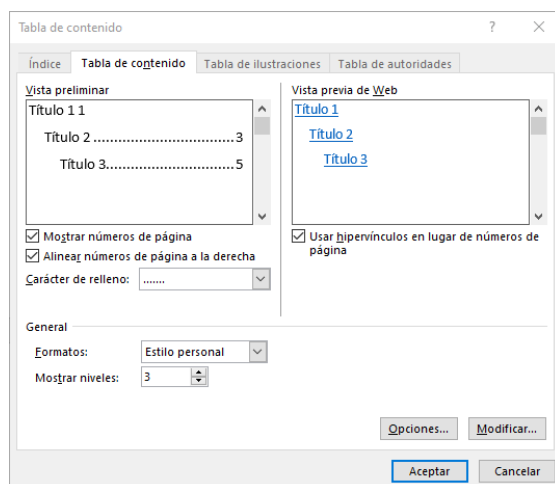 Tabla de contenido
Índice
Tabla de contenido
Tabla de ilustraciones
Tabla de autoridades
Vista preliminar
Título 1 1
Título 2....................................3
Título 3................................5
Mostrar números de página
Alinear números de página a la derecha
Carácter de relleno: .......
Vista previa de Web
Título 1
Título 2
Título 3
Usar hipervínculos en lugar de números de
página
General
Formatos: Estilo personal
Mostrar niveles: 3
Opciones... Modificar...
Aceptar Cancelar